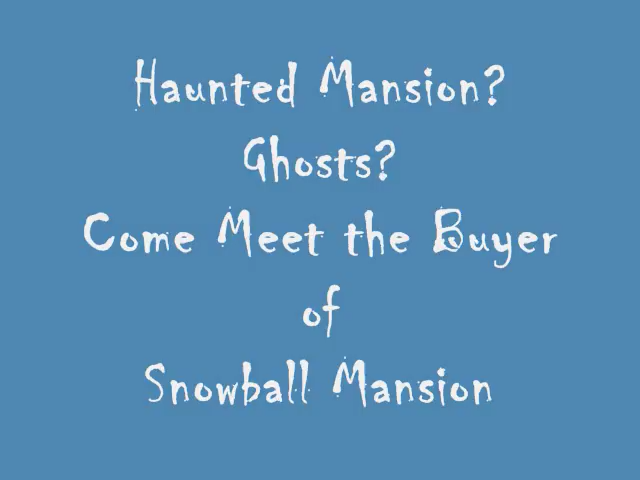 Haunted Mansion?
Ghosts?
Come Meet the Buyer
of
Snowball Mansion